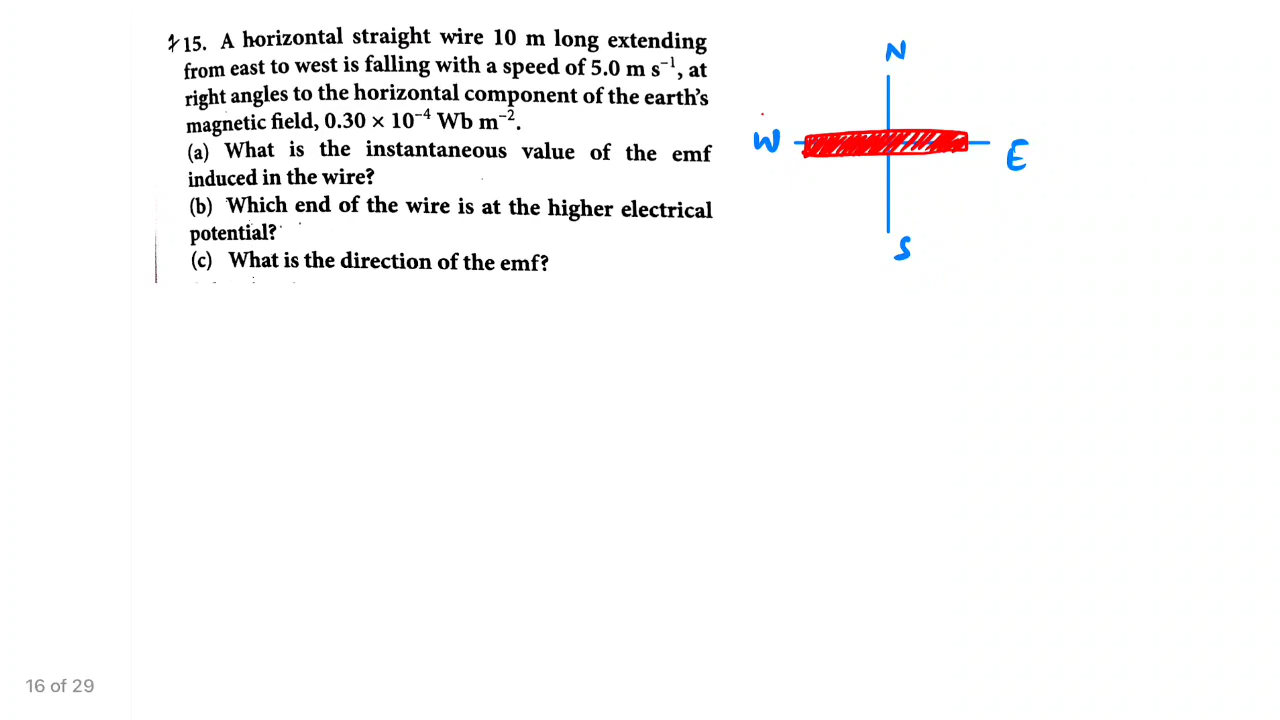 15. A horizontal straight wire 10 m long extending
from east to west is falling with a speed of 5.0 m s⁻¹, at
right angles to the horizontal component of the earth's
magnetic field, 0.30 × 10⁻⁴ Wb m⁻².
(a) What is the instantaneous value of the emf
induced in the wire?
(b) Which end of the wire is at the higher electrical
potential?
(c) What is the direction of the emf?
N
W
E
S
16 of 29